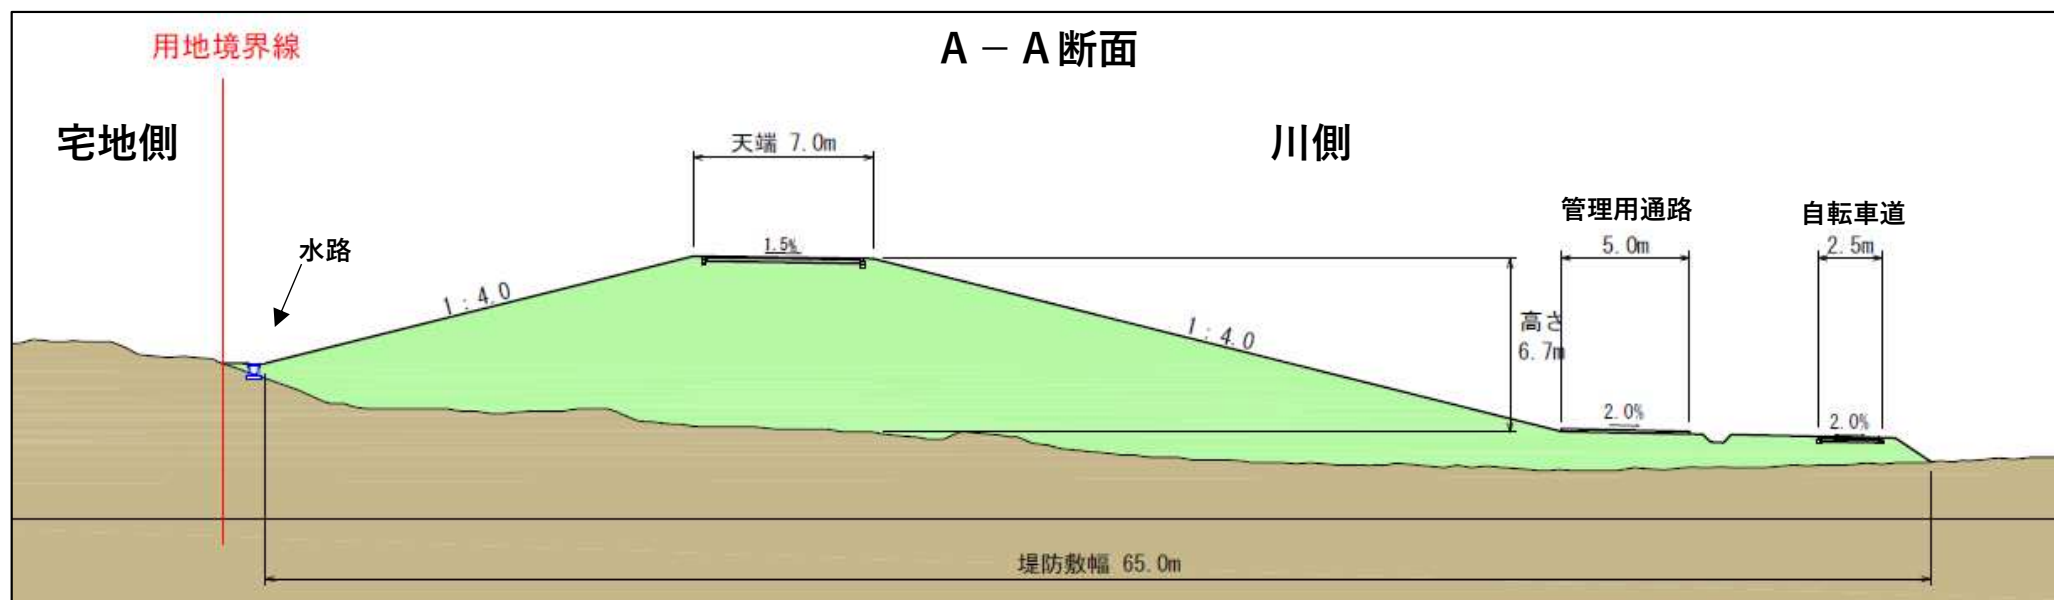 A－A断面
用地境界線
宅地側
天端 7.0m
川側
管理用通路
5.0m
自転車道
2.5m
水路
1.5%
1：4.0
1：4.0
高さ
6.7m
2.0%
2.0%
堤防敷幅 65.0m